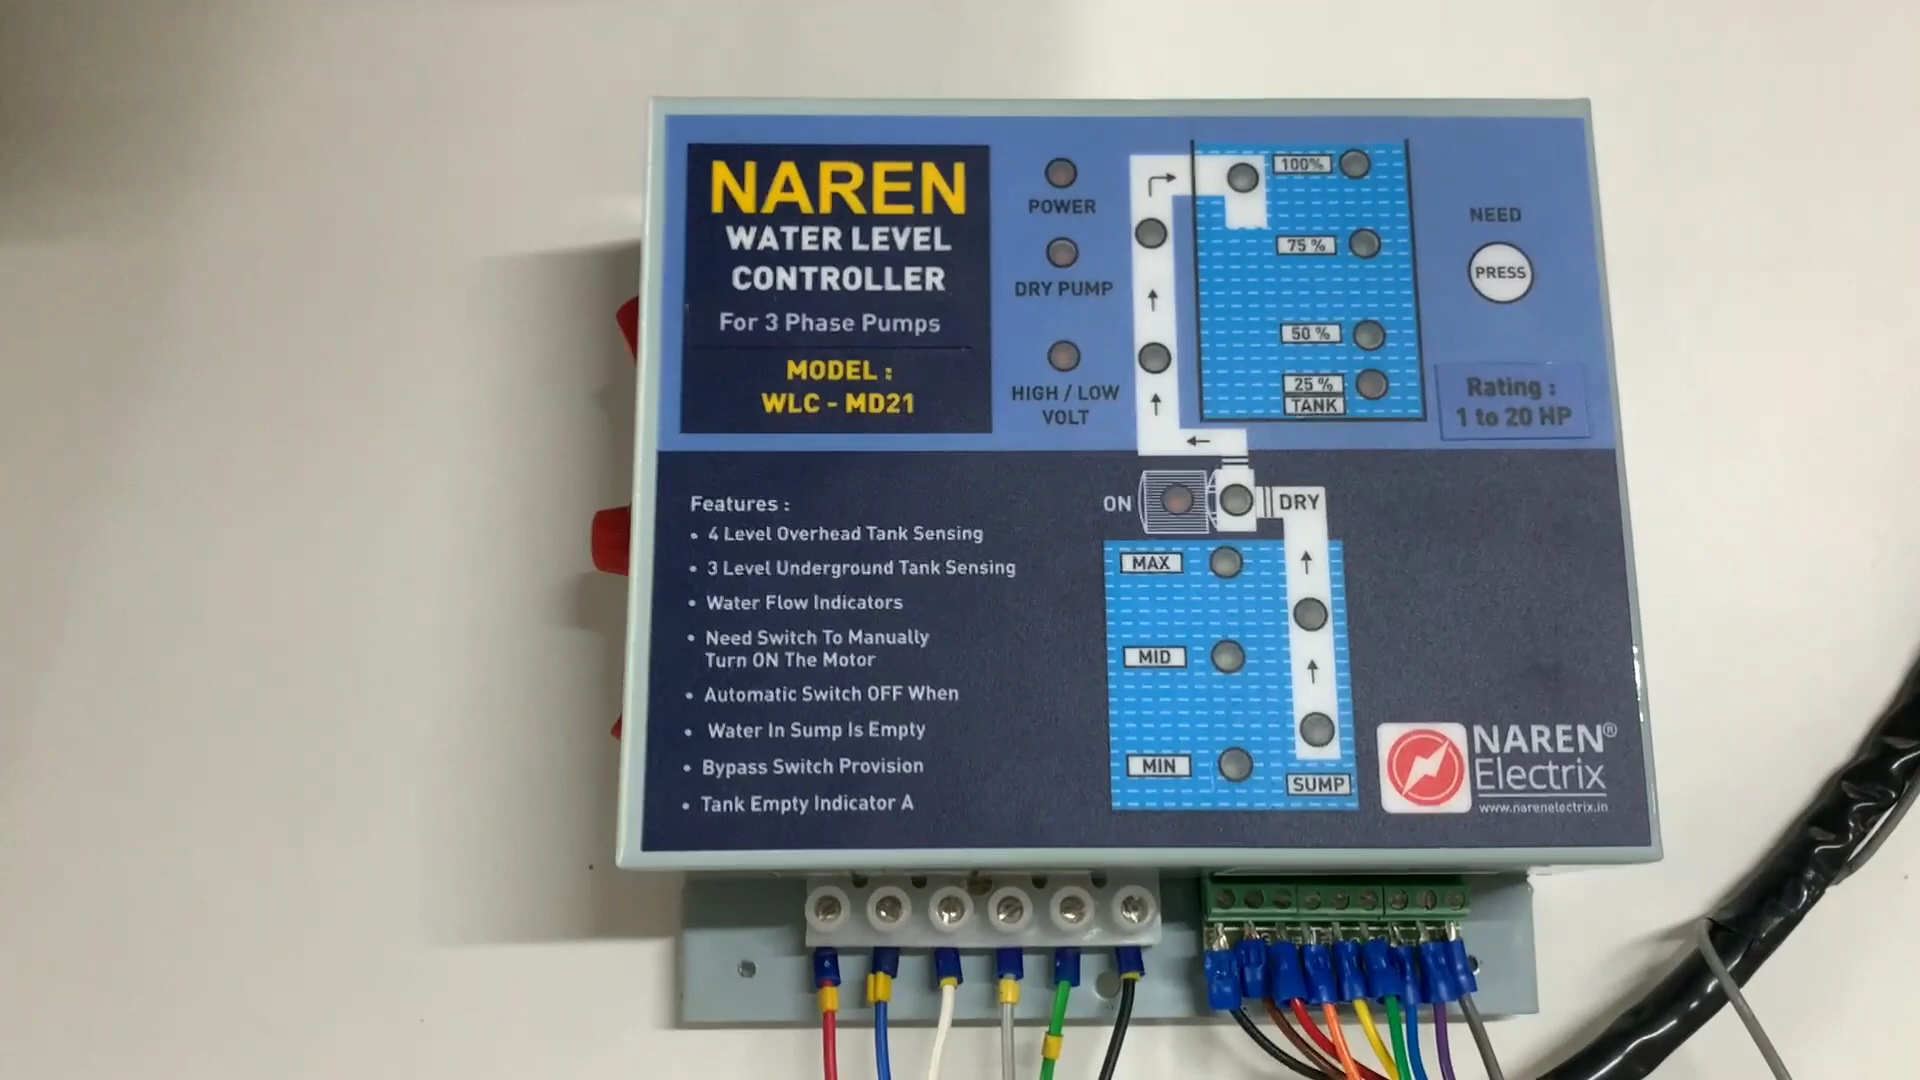 NAREN
WATER LEVEL
CONTROLLER
For 3 Phase Pumps
MODEL :
WLC - MD21
POWER
DRY PUMP
HIGH / LOW
VOLT
100%
75 %
50 %
25 %
TANK
NEED
PRESS
Rating :
1 to 20 HP
Features :
• 4 Level Overhead Tank Sensing
• 3 Level Underground Tank Sensing
• Water Flow Indicators
• Need Switch To Manually
Turn ON The Motor
• Automatic Switch OFF When
• Water In Sump Is Empty
• Bypass Switch Provision
• Tank Empty Indicator A
ON
DRY
MAX
MID
MIN
SUMP
NAREN®
Electrix
www.narenelectrix.in